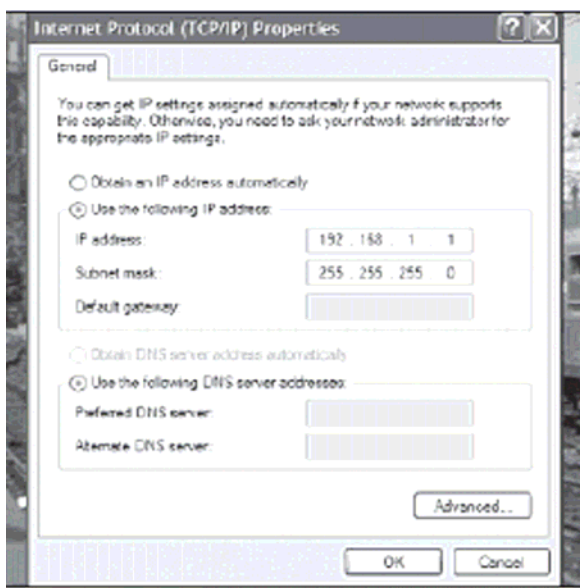 Internet Protocol (TCP/IP) Properties
General
You can get IP settings assigned automatically if your network supports
this capability. Otherwise, you need to ask your network administrator for
the appropriate IP settings.
Obtain an IP address automatically
Use the following IP address:
IP address: 192 . 168 . 1 . 1
Subnet mask: 255 . 255 . 255 . 0
Default gateway:
Obtain DNS server address automatically
Use the following DNS server addresses:
Preferred DNS server:
Alternate DNS server:
Advanced...
OK Cancel